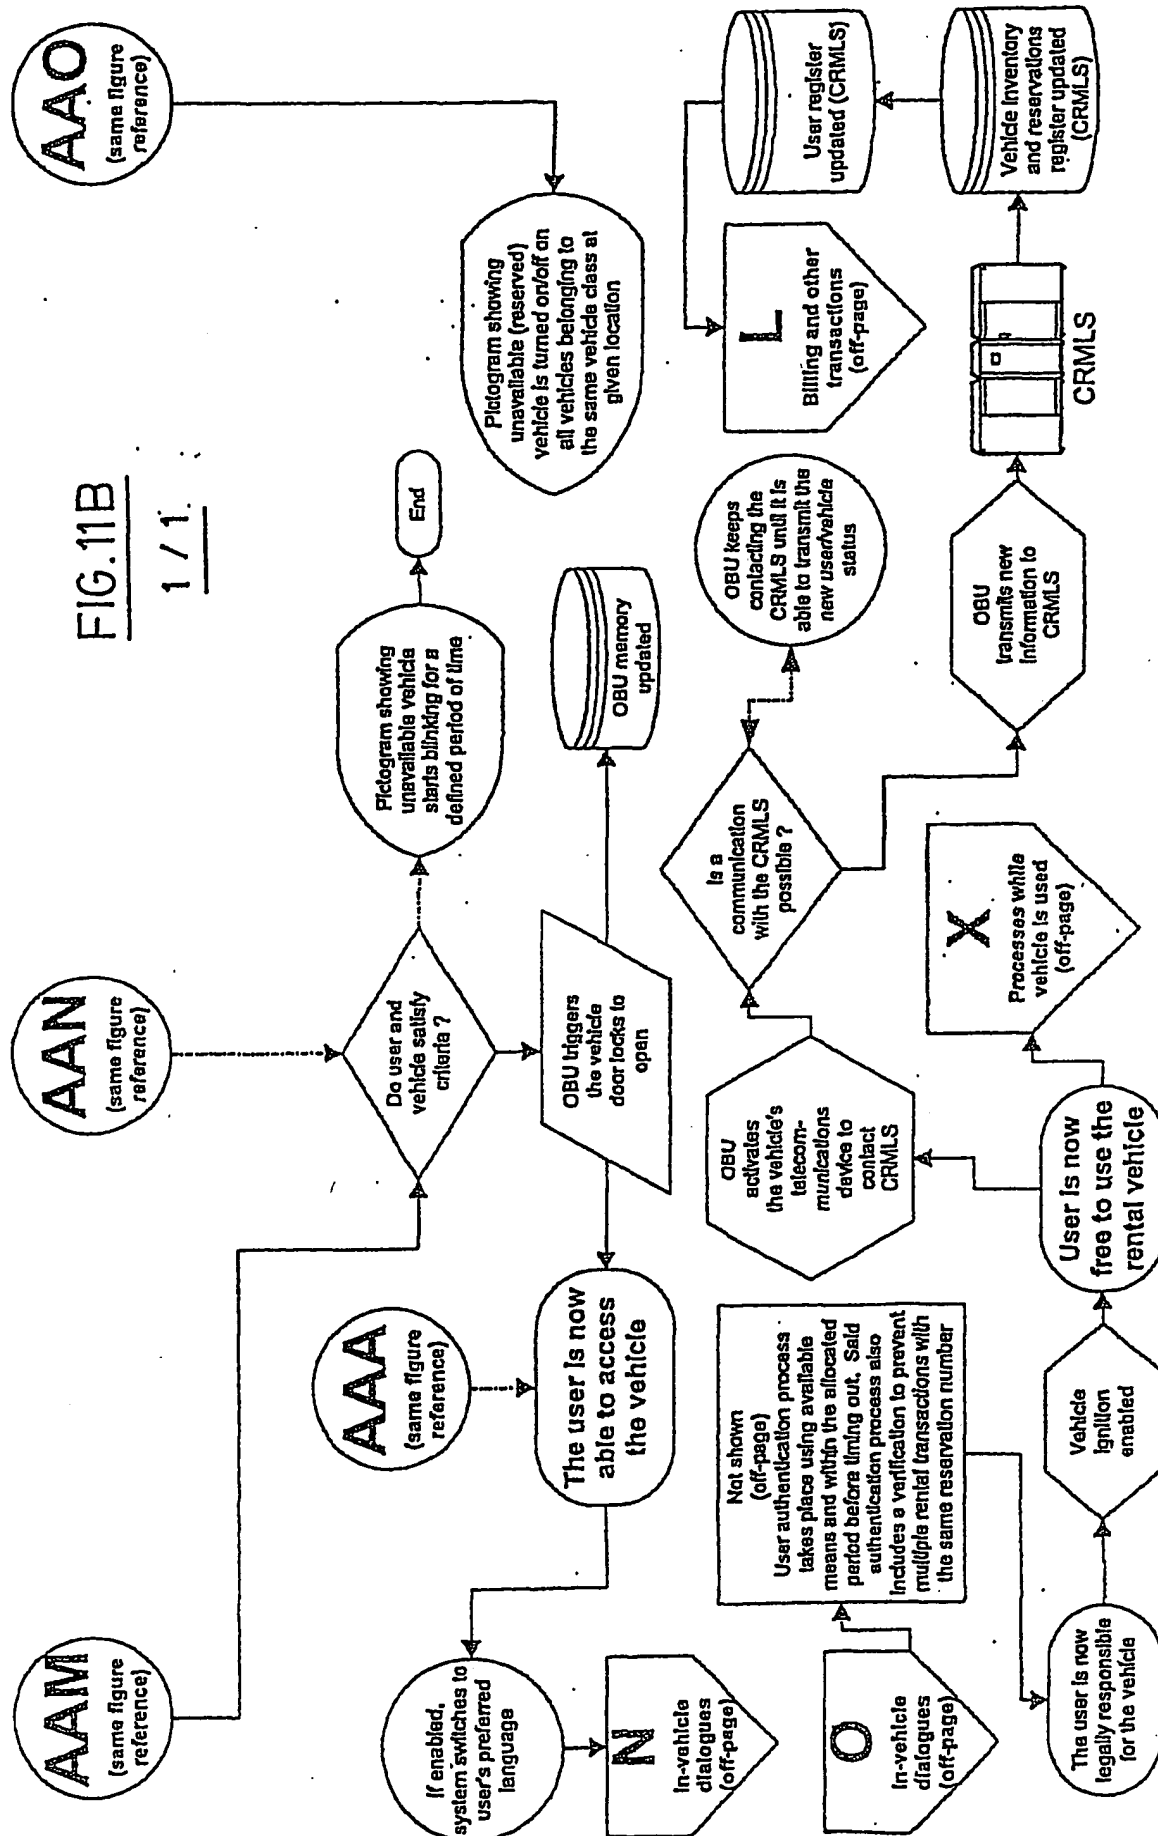 FIG.11B
1 / 1
AAM
(same figure
reference)
AAN
(same figure
reference)
AAO
(same figure
reference)
Do user and
vehicle satisfy
criteria ?
Pictogram showing
unavailable vehicle
starts blinking for a
defined period of time
End
Pictogram showing
unavailable (reserved)
vehicle is turned on/off on
all vehicles belonging to
the same vehicle class at
given location
AAA
(same figure
reference)
OBU triggers
the vehicle
door locks to
open
OBU memory
updated
The user is now
able to access
the vehicle
If enabled,
system switches to
user's preferred
language
N
In-vehicle
dialogues
(off-page)
O
In-vehicle
dialogues
(off-page)
Not shown
(off-page)
User authentication process
takes place using available
means and within the allocated
period before timing out. Said
authentication process also
includes a verification to prevent
multiple rental transactions with
the same reservation number
The user is now
legally responsible
for the vehicle
Vehicle
ignition
enabled
User is now
free to use the
rental vehicle
X
Processes while
vehicle is used
(off-page)
OBU
activates
the vehicle's
telecom-
munications
device to
contact
CRMLS
Is a
communication
with the CRMLS
possible ?
OBU keeps
contacting the
CRMLS until it is
able to transmit the
new user/vehicle
status
OBU
transmits new
information to
CRMLS
CRMLS
Vehicle Inventory
and reservations
register updated
(CRMLS)
User register
updated (CRMLS)
L
Billing and other
transactions
(off-page)